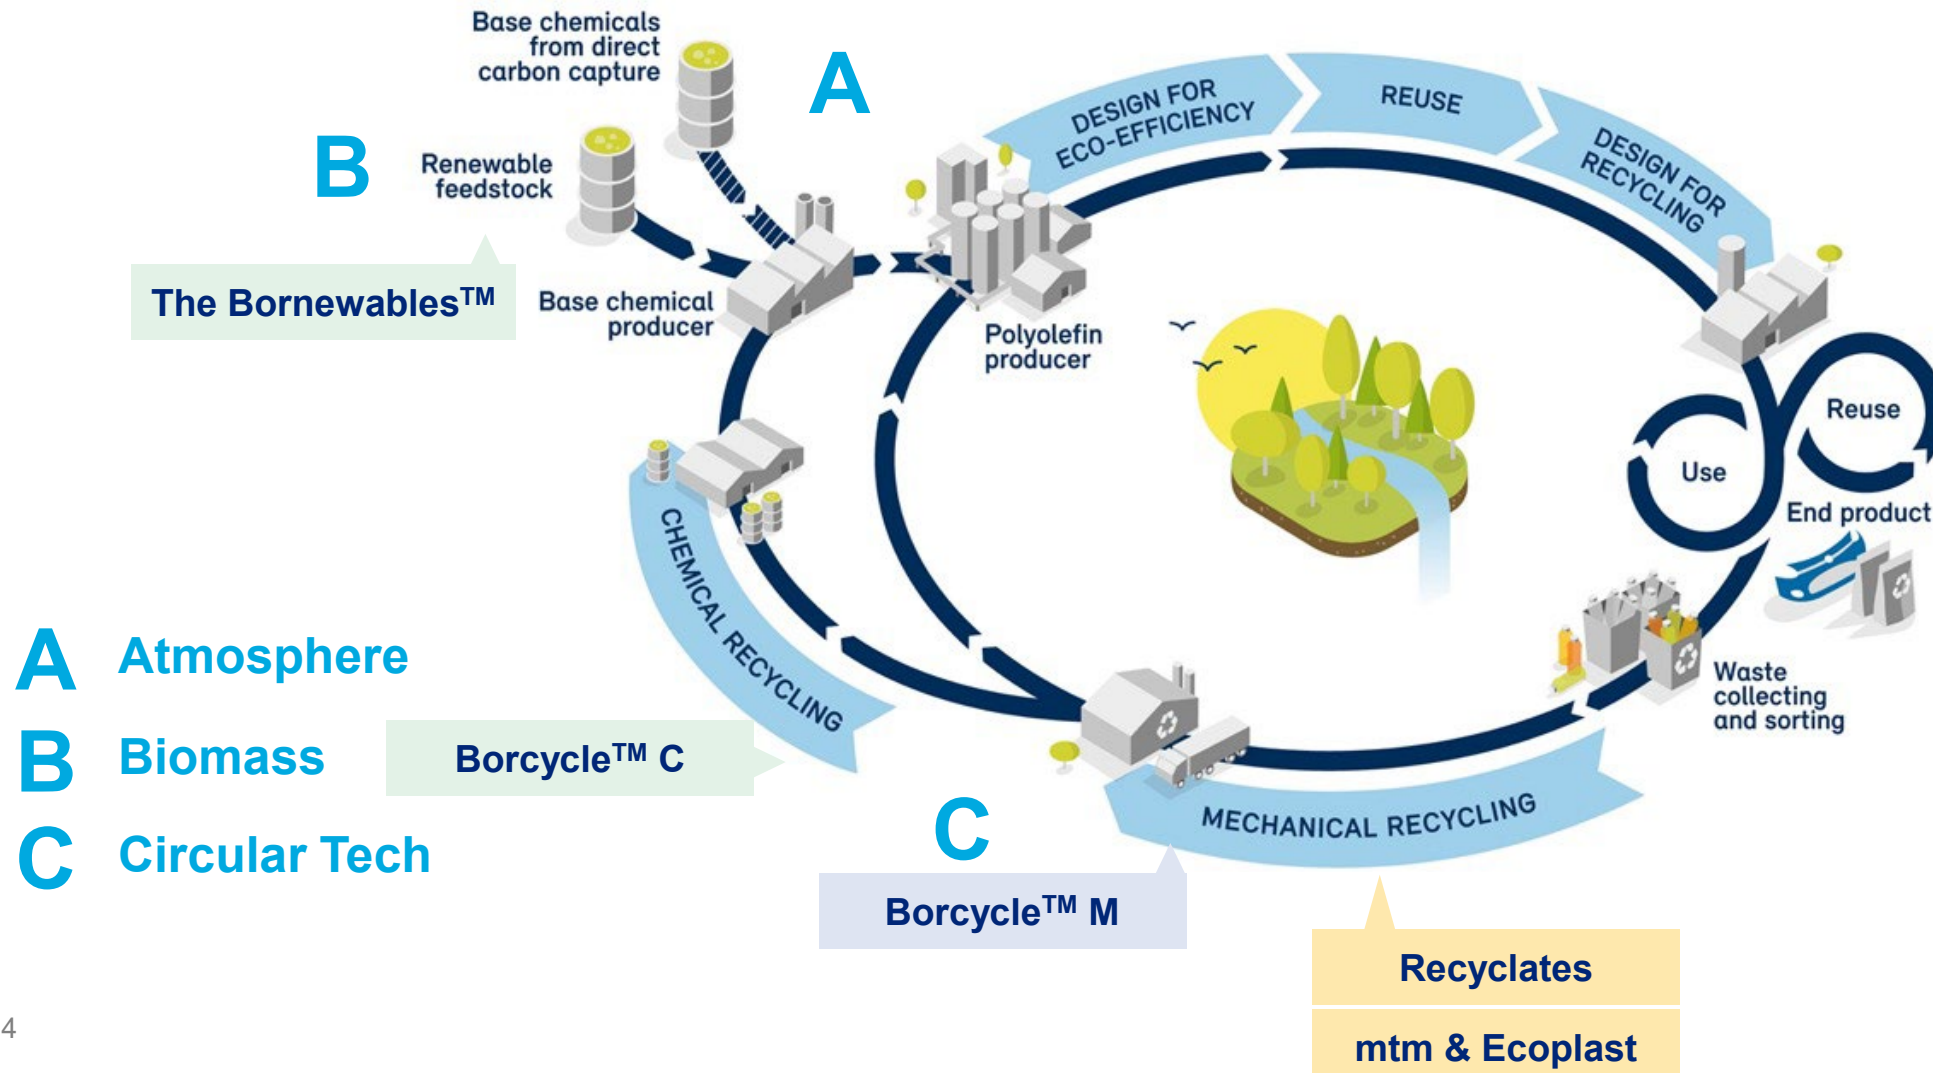 Base chemicals
from direct
carbon capture
A
B
Renewable
feedstock
The Bornewables™
Base chemical
producer
Polyolefin
producer
DESIGN FOR
ECO-EFFICIENCY
REUSE
DESIGN FOR
RECYCLING
Reuse
Use
End product
Waste
collecting
and sorting
CHEMICAL RECYCLING
MECHANICAL RECYCLING
A Atmosphere
B Biomass
C Circular Tech
Borcycle™ C
C
Borcycle™ M
Recyclates
mtm & Ecoplast
4